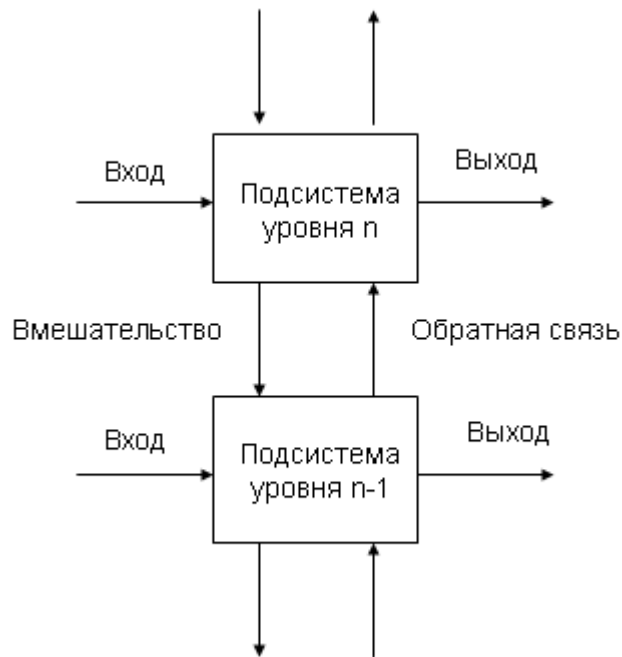 Вход
Подсистема
уровня n
Выход
Вмешательство
Обратная связь
Вход
Подсистема
уровня n-1
Выход